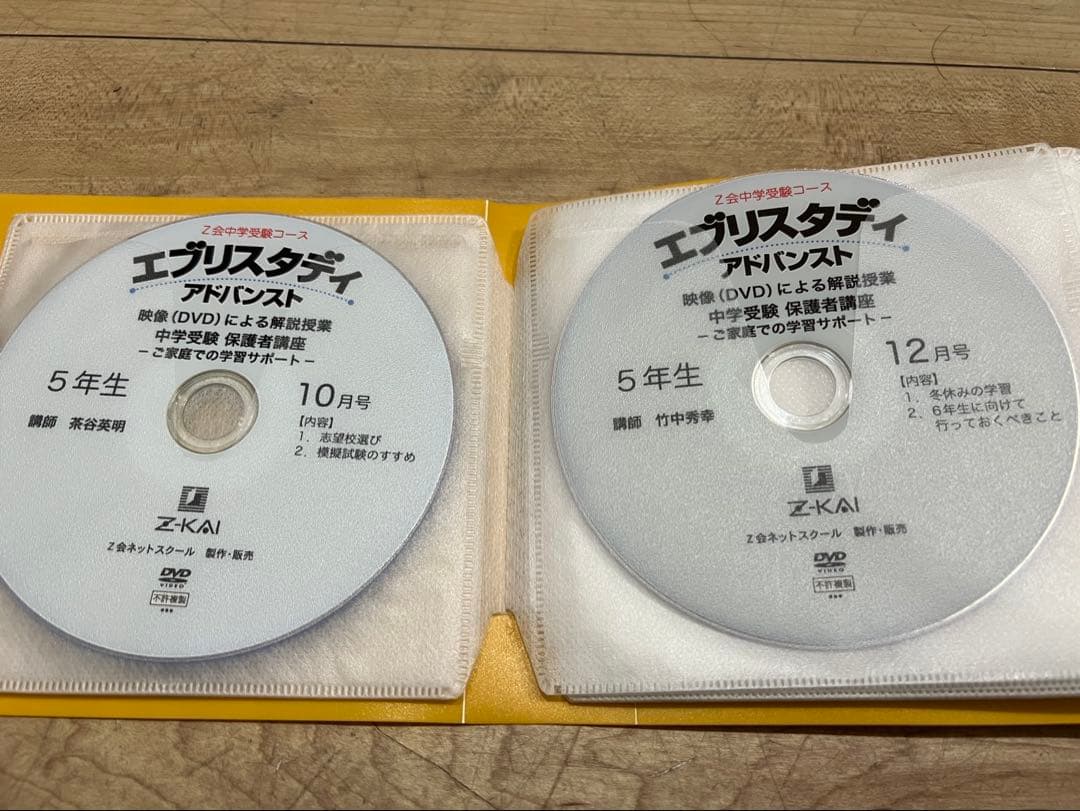 Z会中学受験コース
エブリスタディ
アドバンスト
映像(DVD)による解説授業
中学受験 保護者講座
－ご家庭での学習サポート－
5年生
10月号
講師 茶谷英明
【内容】
1. 志望校選び
2. 模擬試験のすすめ
Z-KAI
Z会ネットスクール 製作・販売
DVD
VIDEO
不許複製
Z会中学受験コース
エブリスタディ
アドバンスト
映像(DVD)による解説授業
中学受験 保護者講座
－ご家庭での学習サポート－
5年生
12月号
講師 竹中秀幸
【内容】
1. 冬休みの学習
2. 6年生に向けて
行っておくべきこと
Z-KAI
Z会ネットスクール 製作・販売
DVD
VIDEO
不許複製